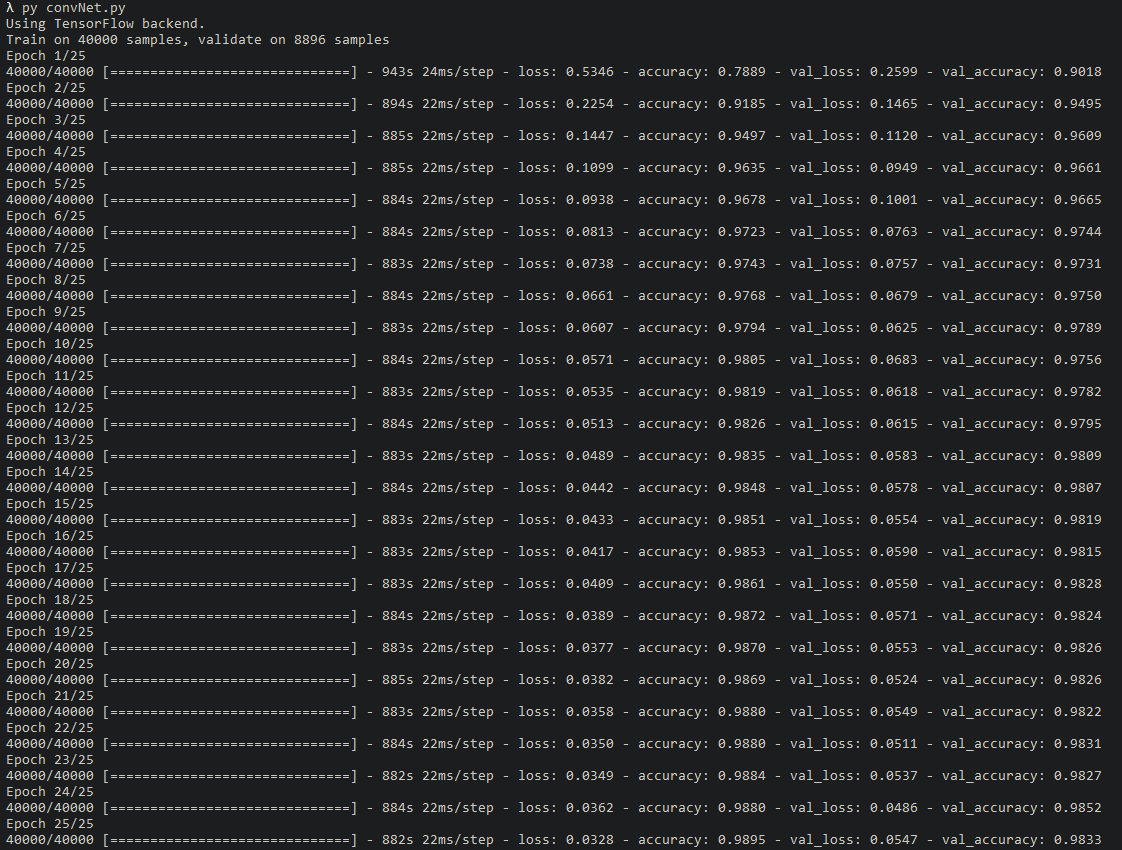 λ py convNet.py
Using TensorFlow backend.
Train on 40000 samples, validate on 8896 samples
Epoch 1/25
40000/40000 [==============================] - 943s 24ms/step - loss: 0.5346 - accuracy: 0.7889 - val_loss: 0.2599 - val_accuracy: 0.9018
Epoch 2/25
40000/40000 [==============================] - 894s 22ms/step - loss: 0.2254 - accuracy: 0.9185 - val_loss: 0.1465 - val_accuracy: 0.9495
Epoch 3/25
40000/40000 [==============================] - 885s 22ms/step - loss: 0.1447 - accuracy: 0.9497 - val_loss: 0.1120 - val_accuracy: 0.9609
Epoch 4/25
40000/40000 [==============================] - 885s 22ms/step - loss: 0.1099 - accuracy: 0.9635 - val_loss: 0.0949 - val_accuracy: 0.9661
Epoch 5/25
40000/40000 [==============================] - 884s 22ms/step - loss: 0.0938 - accuracy: 0.9678 - val_loss: 0.1001 - val_accuracy: 0.9665
Epoch 6/25
40000/40000 [==============================] - 884s 22ms/step - loss: 0.0813 - accuracy: 0.9723 - val_loss: 0.0763 - val_accuracy: 0.9744
Epoch 7/25
40000/40000 [==============================] - 883s 22ms/step - loss: 0.0738 - accuracy: 0.9743 - val_loss: 0.0757 - val_accuracy: 0.9731
Epoch 8/25
40000/40000 [==============================] - 884s 22ms/step - loss: 0.0661 - accuracy: 0.9768 - val_loss: 0.0679 - val_accuracy: 0.9750
Epoch 9/25
40000/40000 [==============================] - 883s 22ms/step - loss: 0.0607 - accuracy: 0.9794 - val_loss: 0.0625 - val_accuracy: 0.9789
Epoch 10/25
40000/40000 [==============================] - 884s 22ms/step - loss: 0.0571 - accuracy: 0.9805 - val_loss: 0.0683 - val_accuracy: 0.9756
Epoch 11/25
40000/40000 [==============================] - 883s 22ms/step - loss: 0.0535 - accuracy: 0.9819 - val_loss: 0.0618 - val_accuracy: 0.9782
Epoch 12/25
40000/40000 [==============================] - 884s 22ms/step - loss: 0.0513 - accuracy: 0.9826 - val_loss: 0.0615 - val_accuracy: 0.9795
Epoch 13/25
40000/40000 [==============================] - 883s 22ms/step - loss: 0.0489 - accuracy: 0.9835 - val_loss: 0.0583 - val_accuracy: 0.9809
Epoch 14/25
40000/40000 [==============================] - 884s 22ms/step - loss: 0.0442 - accuracy: 0.9848 - val_loss: 0.0578 - val_accuracy: 0.9807
Epoch 15/25
40000/40000 [==============================] - 883s 22ms/step - loss: 0.0433 - accuracy: 0.9851 - val_loss: 0.0554 - val_accuracy: 0.9819
Epoch 16/25
40000/40000 [==============================] - 883s 22ms/step - loss: 0.0417 - accuracy: 0.9853 - val_loss: 0.0590 - val_accuracy: 0.9815
Epoch 17/25
40000/40000 [==============================] - 883s 22ms/step - loss: 0.0409 - accuracy: 0.9861 - val_loss: 0.0550 - val_accuracy: 0.9828
Epoch 18/25
40000/40000 [==============================] - 884s 22ms/step - loss: 0.0389 - accuracy: 0.9872 - val_loss: 0.0571 - val_accuracy: 0.9824
Epoch 19/25
40000/40000 [==============================] - 883s 22ms/step - loss: 0.0377 - accuracy: 0.9870 - val_loss: 0.0553 - val_accuracy: 0.9826
Epoch 20/25
40000/40000 [==============================] - 885s 22ms/step - loss: 0.0382 - accuracy: 0.9869 - val_loss: 0.0524 - val_accuracy: 0.9826
Epoch 21/25
40000/40000 [==============================] - 883s 22ms/step - loss: 0.0358 - accuracy: 0.9880 - val_loss: 0.0549 - val_accuracy: 0.9822
Epoch 22/25
40000/40000 [==============================] - 884s 22ms/step - loss: 0.0350 - accuracy: 0.9880 - val_loss: 0.0511 - val_accuracy: 0.9831
Epoch 23/25
40000/40000 [==============================] - 882s 22ms/step - loss: 0.0349 - accuracy: 0.9884 - val_loss: 0.0537 - val_accuracy: 0.9827
Epoch 24/25
40000/40000 [==============================] - 884s 22ms/step - loss: 0.0362 - accuracy: 0.9880 - val_loss: 0.0486 - val_accuracy: 0.9852
Epoch 25/25
40000/40000 [==============================] - 882s 22ms/step - loss: 0.0328 - accuracy: 0.9895 - val_loss: 0.0547 - val_accuracy: 0.9833